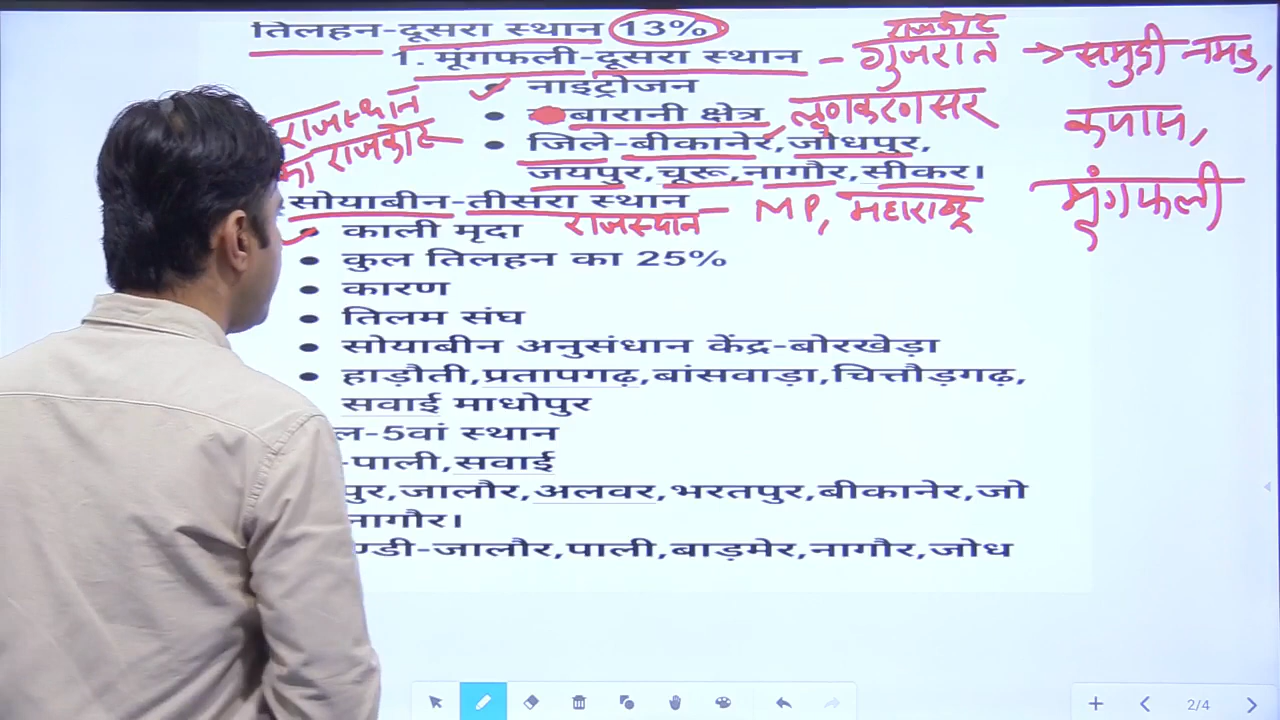 तिलहन-दूसरा स्थान 13%
राजकोट
1. मूंगफली-दूसरा स्थान - गुजरात → समुद्री नमक,
नाइट्रोजन
राजस्थान
बारानी क्षेत्र लूणकरणसर
कपास,
का राजकोट
जिले-बीकानेर,जोधपुर,
जयपुर,चूरू,नागौर,सीकर।
मूंगफली
सोयाबीन-तीसरा स्थान - MP, महाराष्ट्र
राजस्थान
काली मृदा
कुल तिलहन का 25%
कारण
तिलम संघ
सोयाबीन अनुसंधान केंद्र-बोरखेड़ा
हाड़ौती,प्रतापगढ़,बांसवाड़ा,चित्तौड़गढ़,
सवाई माधोपुर
ल-5वां स्थान
-पाली,सवाई
पुर,जालौर,अलवर,भरतपुर,बीकानेर,जो
नागौर।
ण्डी-जालौर,पाली,बाड़मेर,नागौर,जोध
2/4